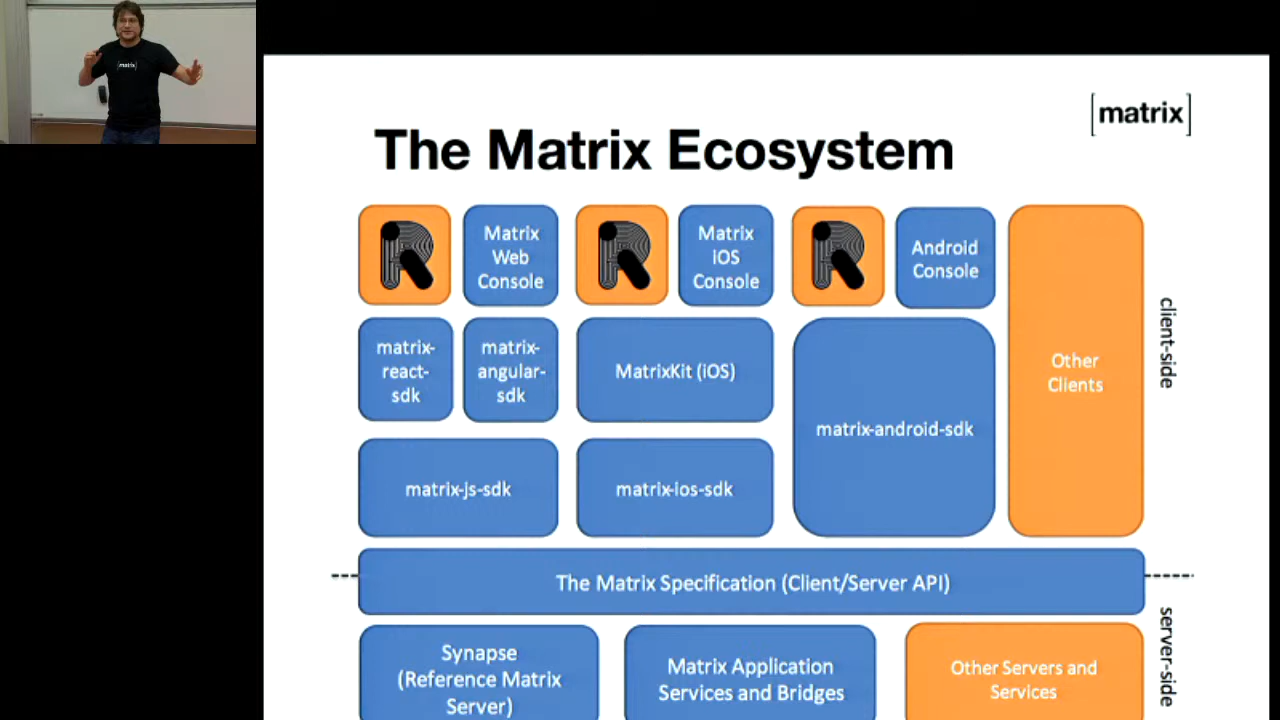 [matrix]
[matrix]
The Matrix Ecosystem
R
Matrix
Web
Console
R
Matrix
iOS
Console
R
Android
Console
Other
Clients
client-side
matrix-
react-
sdk
matrix-
angular-
sdk
MatrixKit (iOS)
matrix-android-sdk
matrix-js-sdk
matrix-ios-sdk
The Matrix Specification (Client/Server API)
server-side
Synapse
(Reference Matrix
Server)
Matrix Application
Services and Bridges
Other Servers and
Services